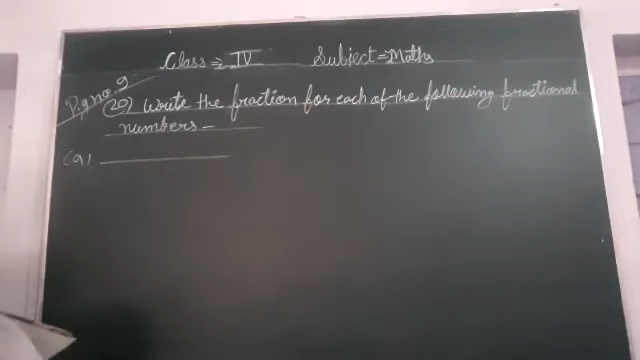 Class ⇒ IV Subject = Maths
Pg no. 9
(20) Write the fraction for each of the following fractional
numbers -
(a)